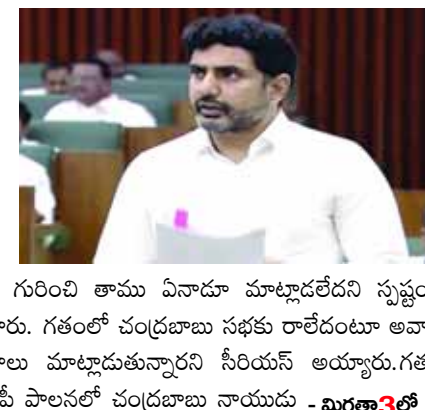 గురించి తాము ఏనాడూ మాట్లాడలేదని స్పష్టం
ారు. గతంలో చంద్రబాబు సభకు రాలేదంటూ అవా
ాలు మాట్లాడుతున్నారని సీరియస్ అయ్యారు.గత
పీ పాలనలో చంద్రబాబు నాయుడు - మిగతా3లో